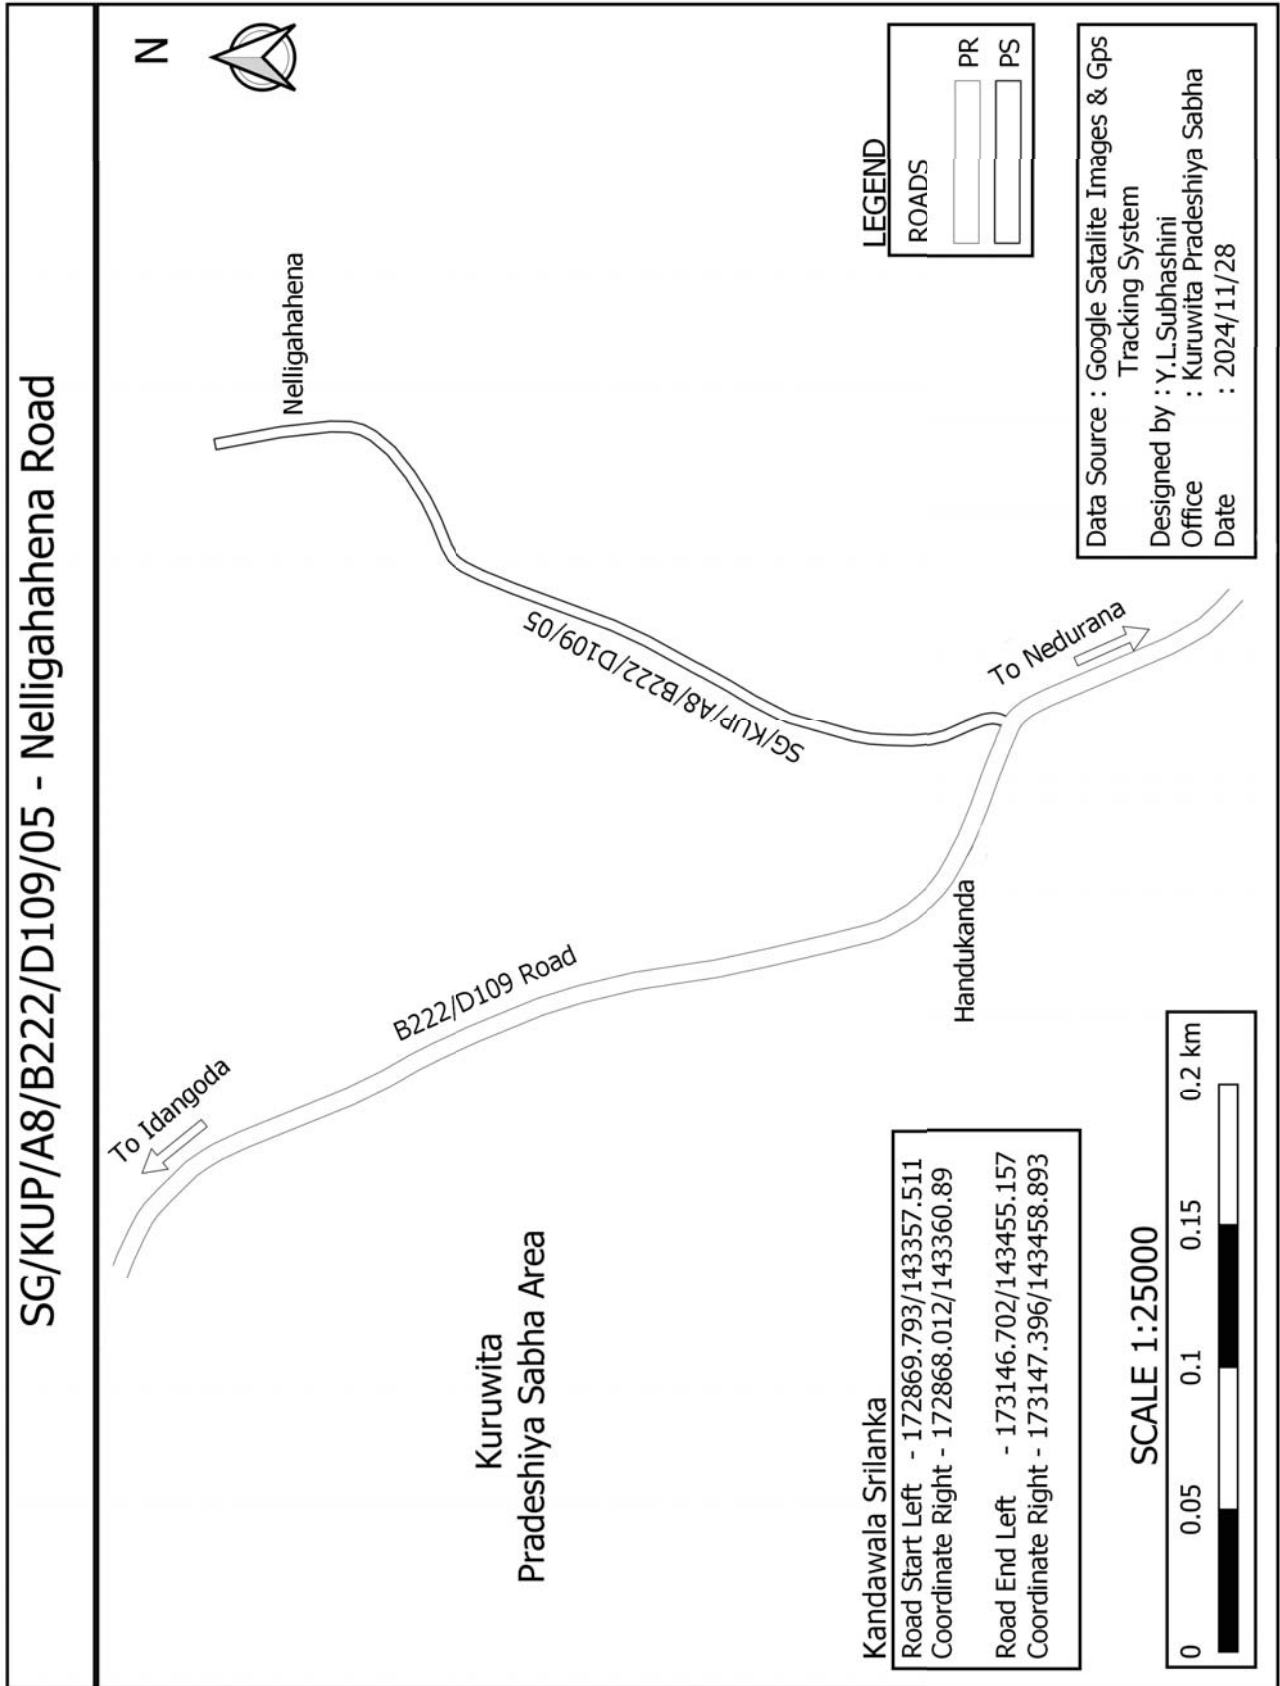 SG/KUP/A8/B222/D109/05 - Nelligahahena Road
N
To Idangoda
B222/D109 Road
Nelligahahena
SG/KUP/A8/B222/D109/05
Kuruwita
Pradeshiya Sabha Area
Handukanda
To Nedurana
LEGEND
ROADS
PR
PS
Kandawala Srilanka
Road Start Left - 172869.793/143357.511
Coordinate Right - 172868.012/143360.89
Road End Left - 173146.702/143455.157
Coordinate Right - 173147.396/143458.893
SCALE 1:25000
0 0.05 0.1 0.15 0.2 km
Data Source : Google Satalite Images & Gps
Tracking System
Designed by : Y.L.Subhashini
Office : Kuruwita Pradeshiya Sabha
Date : 2024/11/28